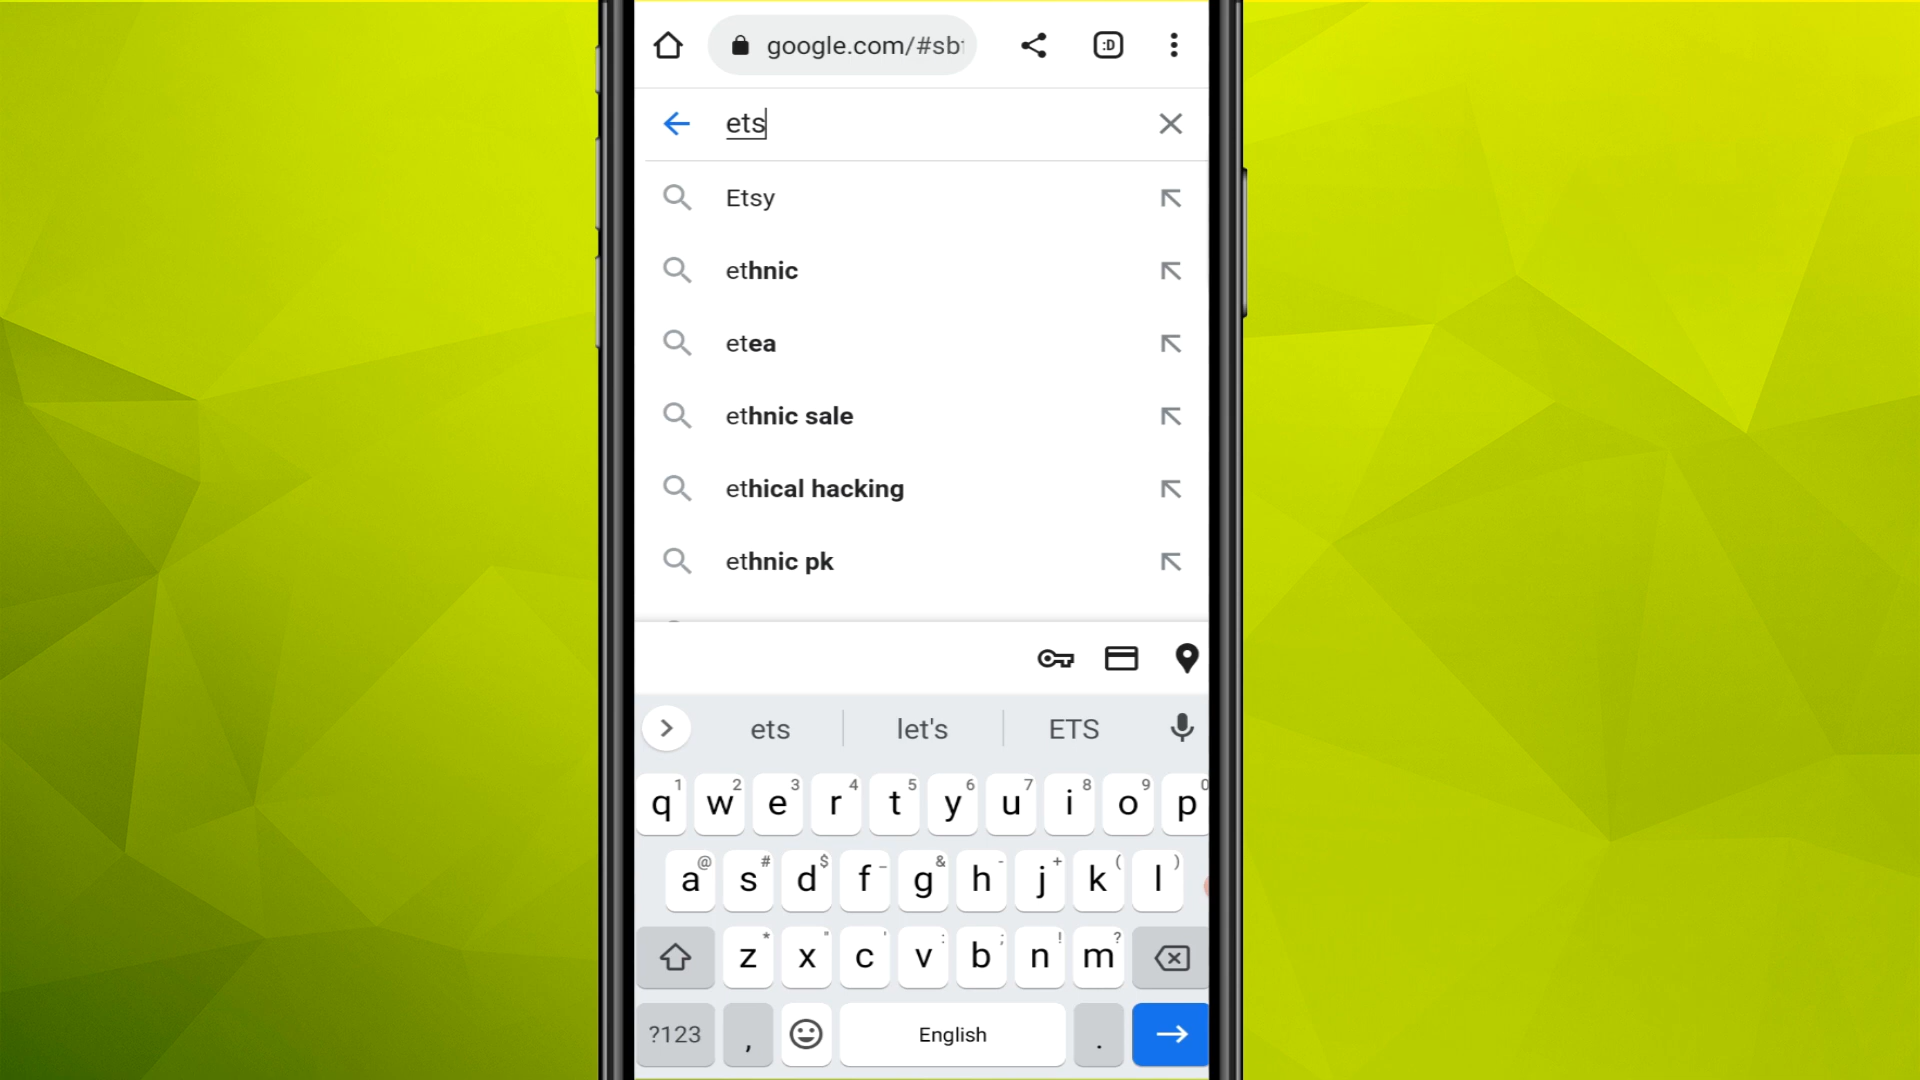 google.com/#sb
:D
ets
Etsy
ethnic
etea
ethnic sale
ethical hacking
ethnic pk
ets let's ETS
1 2 3 4 5 6 7 8 9 0
q w e r t y u i o p
@ # $ _ & - + ( )
a s d f g h j k l
* " ' : ; ! ?
z x c v b n m
?123 , English .